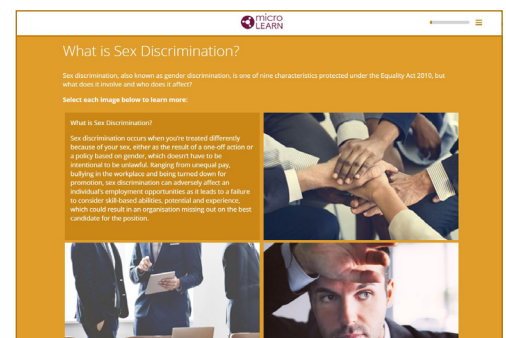 micro
LEARN
What is Sex Discrimination?
Sex discrimination, also known as gender discrimination, is one of nine characteristics protected under the Equality Act 2010, but
what does it involve and who does it affect?
Select each image below to learn more:
What is Sex Discrimination?
Sex discrimination occurs when you're treated differently
because of your sex, either as the result of a one-off action or
a policy based on gender, which doesn't have to be
intentional to be unlawful. Ranging from unequal pay,
bullying in the workplace and being turned down for
promotion, sex discrimination can adversely affect an
individual's employment opportunities as it leads to a failure
to consider skill-based abilities, potential and experience,
which could result in an organisation missing out on the best
candidate for the position.